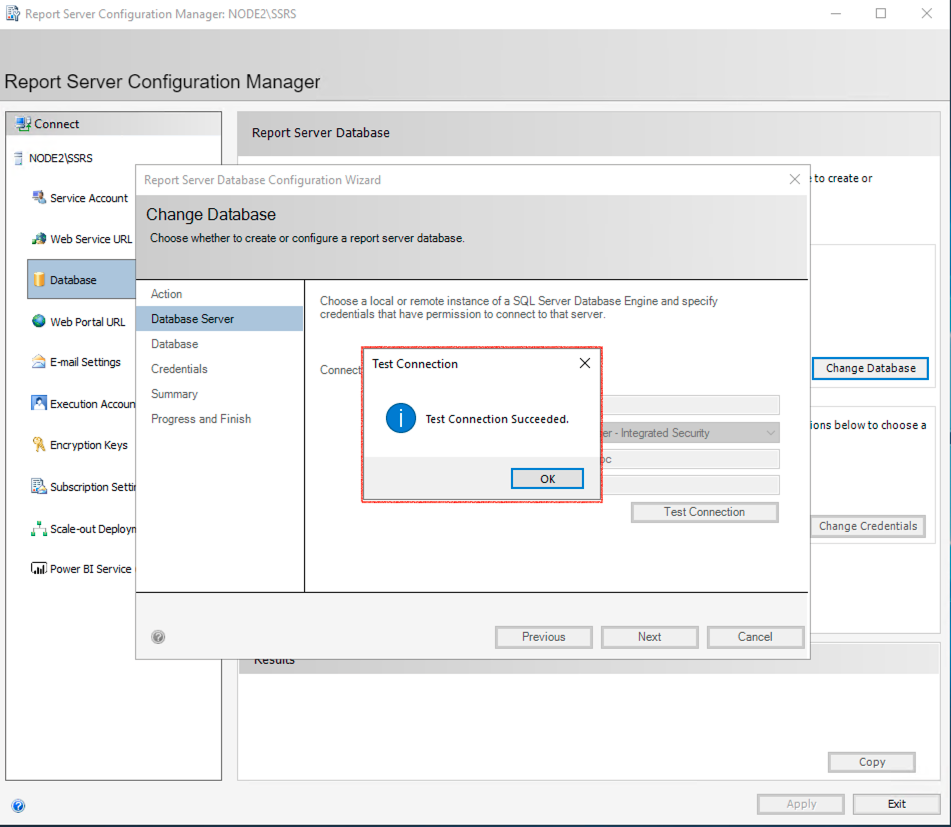 Report Server Configuration Manager: NODE2\SSRS
Report Server Configuration Manager
Connect
NODE2\SSRS
Service Account
Web Service URL
Database
Web Portal URL
E-mail Settings
Execution Accoun
Encryption Keys
Subscription Settin
Scale-out Deployn
Power BI Service
Report Server Database
to create or
Change Database
ions below to choose a
Change Credentials
Report Server Database Configuration Wizard
Change Database
Choose whether to create or configure a report server database.
Action
Database Server
Database
Credentials
Summary
Progress and Finish
Choose a local or remote instance of a SQL Server Database Engine and specify
credentials that have permission to connect to that server.
Connect
er - Integrated Security
Test Connection
Test Connection
Test Connection Succeeded.
OK
Previous
Next
Cancel
Results
Copy
Apply
Exit